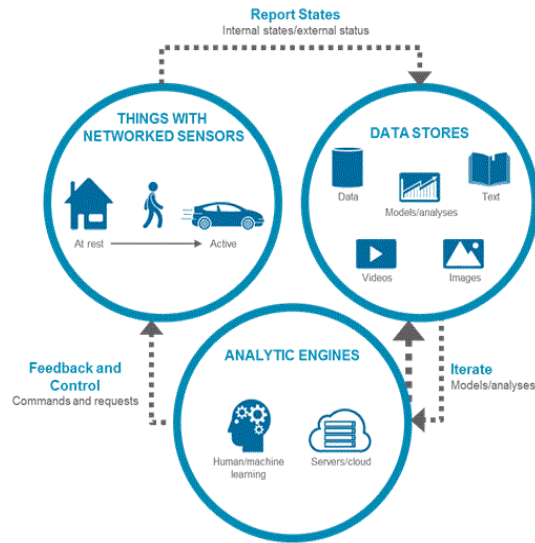 Report States
Internal states/external status
THINGS WITH
NETWORKED SENSORS
At rest
Active
DATA STORES
Data
Models/analyses
Text
Videos
Images
Feedback and
Control
Commands and requests
ANALYTIC ENGINES
Human/machine
learning
Servers/cloud
Iterate
Models/analyses